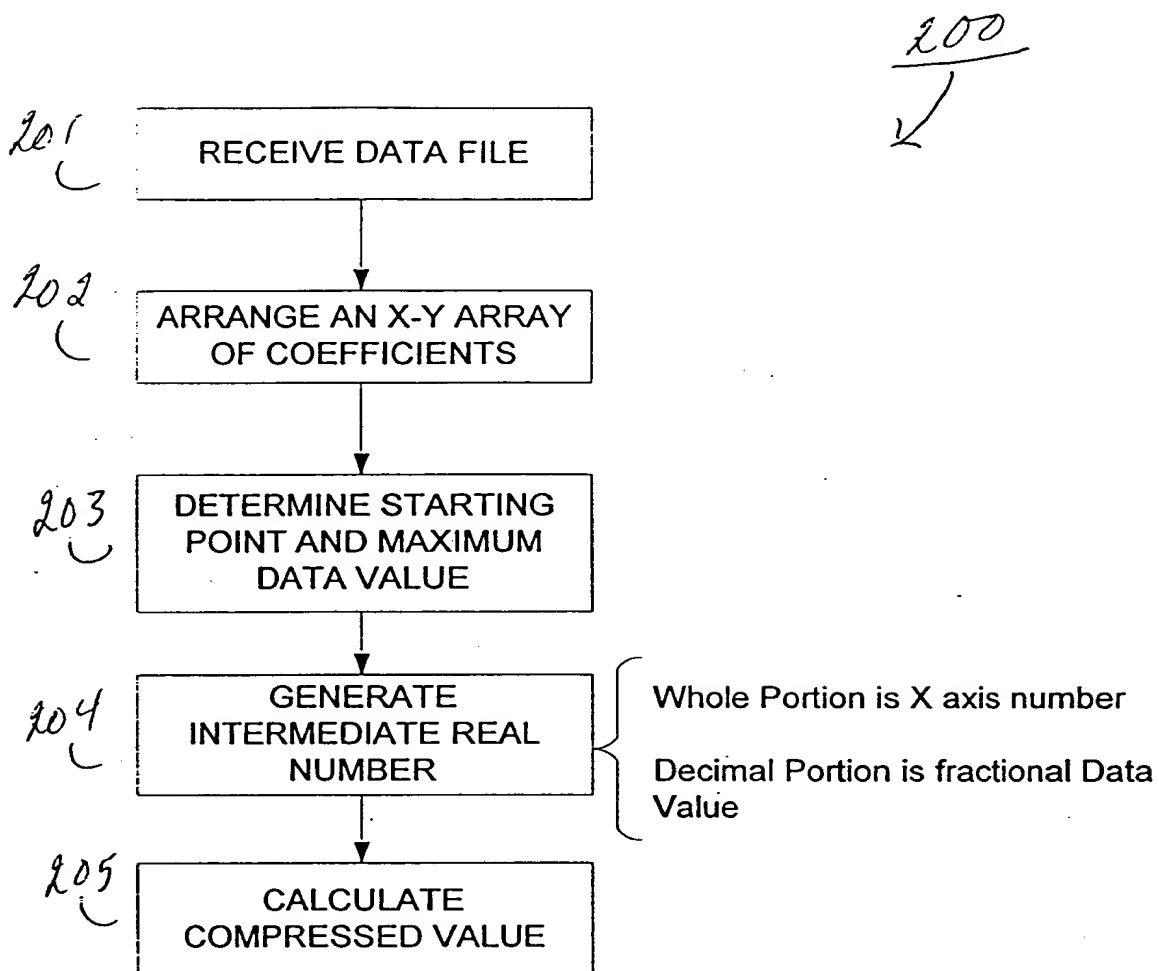 200
201
RECEIVE DATA FILE
202
ARRANGE AN X-Y ARRAY
OF COEFFICIENTS
203
DETERMINE STARTING
POINT AND MAXIMUM
DATA VALUE
204
GENERATE
INTERMEDIATE REAL
NUMBER
Whole Portion is X axis number
Decimal Portion is fractional Data
Value
205
CALCULATE
COMPRESSED VALUE